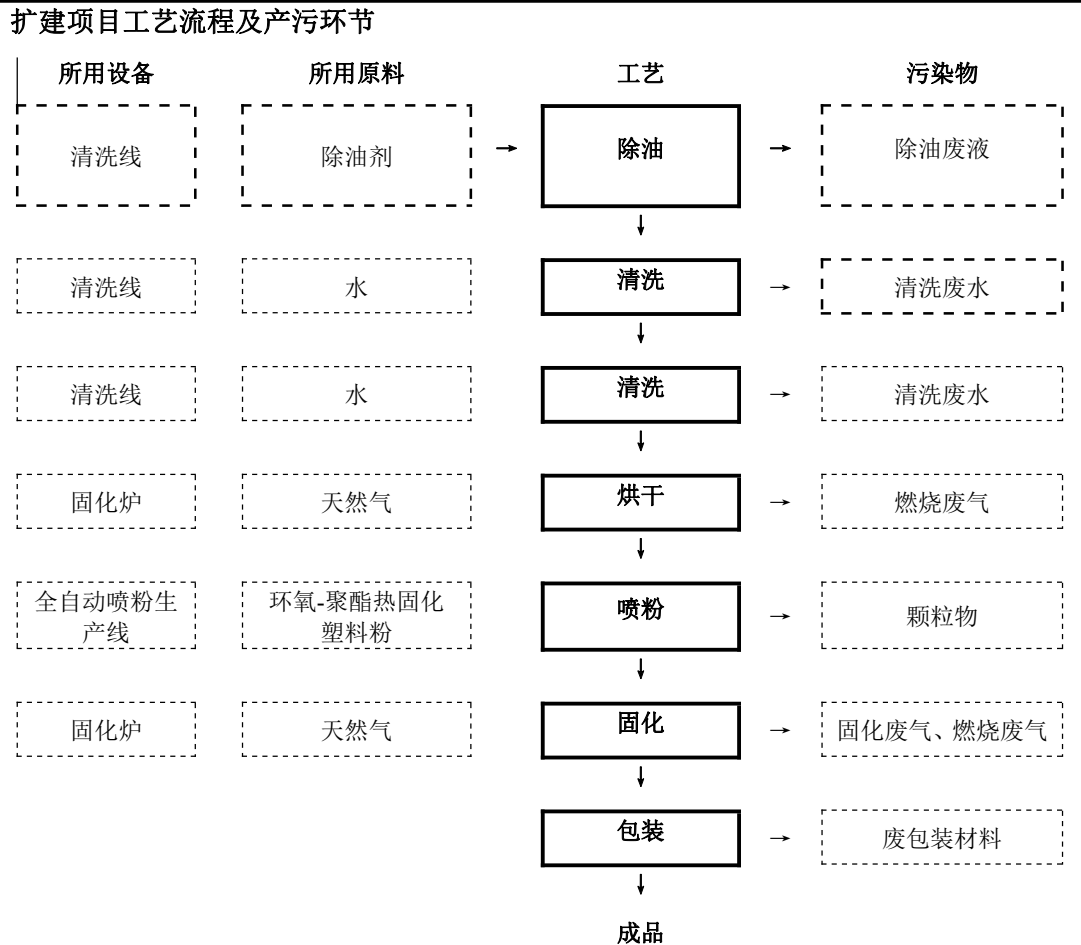 扩建项目工艺流程及产污环节
所用设备 所用原料 工艺 污染物
清洗线 除油剂 → 除油 → 除油废液
↓
清洗线 水 清洗 → 清洗废水
↓
清洗线 水 清洗 → 清洗废水
↓
固化炉 天然气 烘干 → 燃烧废气
↓
全自动喷粉生 环氧-聚酯热固化 喷粉 → 颗粒物
产线 塑料粉
↓
固化炉 天然气 固化 → 固化废气、燃烧废气
↓
包装 → 废包装材料
↓
成品